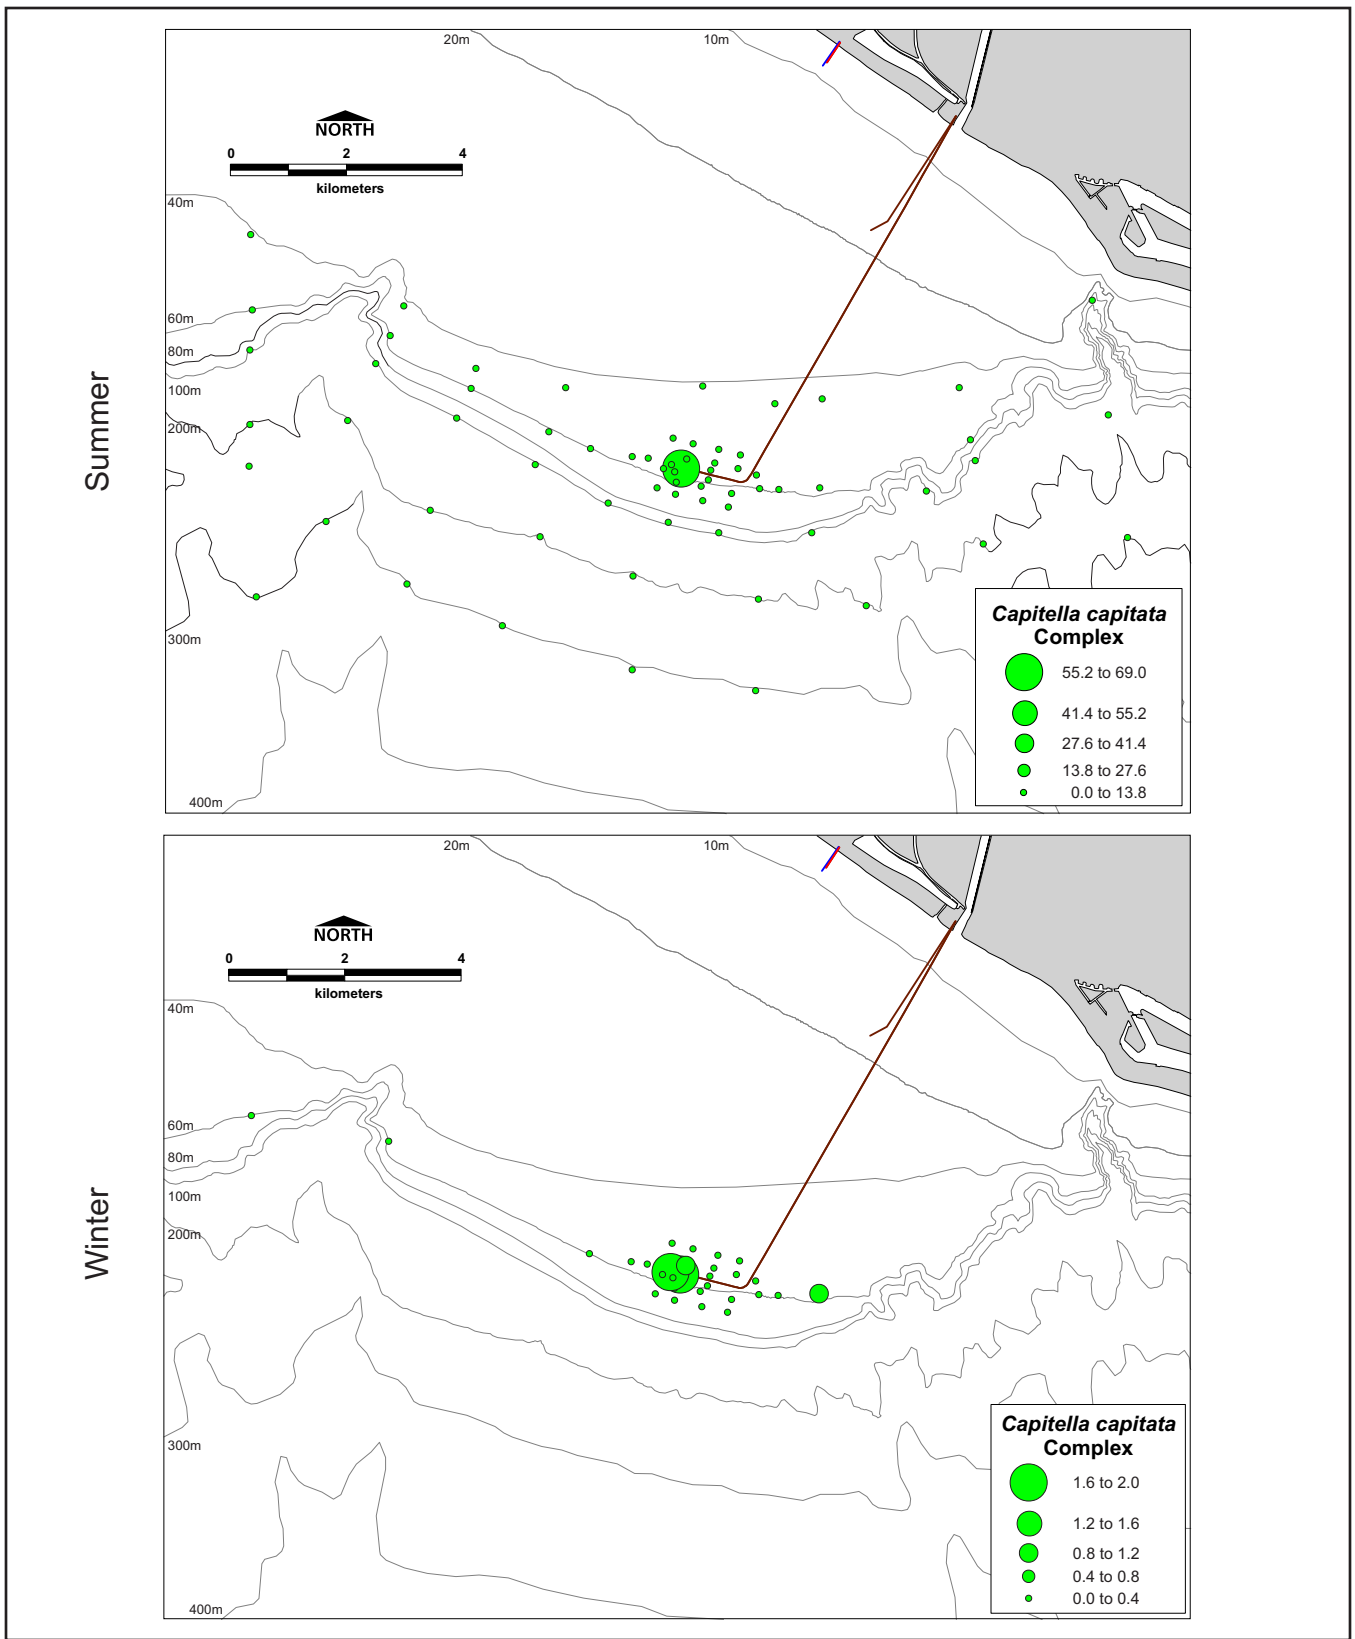 Summer
20m
10m
NORTH
0 2 4
kilometers
40m
60m
80m
100m
200m
300m
400m
Capitella capitata
Complex
55.2 to 69.0
41.4 to 55.2
27.6 to 41.4
13.8 to 27.6
0.0 to 13.8
Winter
20m
10m
NORTH
0 2 4
kilometers
40m
60m
80m
100m
200m
300m
400m
Capitella capitata
Complex
1.6 to 2.0
1.2 to 1.6
0.8 to 1.2
0.4 to 0.8
0.0 to 0.4